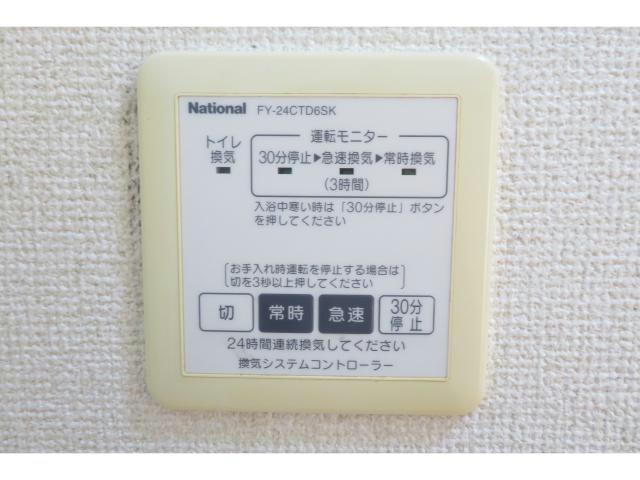 National FY-24CTD6SK
トイレ
換気
運転モニター
30分停止▶急速換気▶常時換気
(3時間)
入浴中寒い時は「30分停止」ボタン
を押してください
お手入れ時運転を停止する場合は
切を3秒以上押してください
切 常時 急速 30分
停止
24時間連続換気してください
換気システムコントローラー